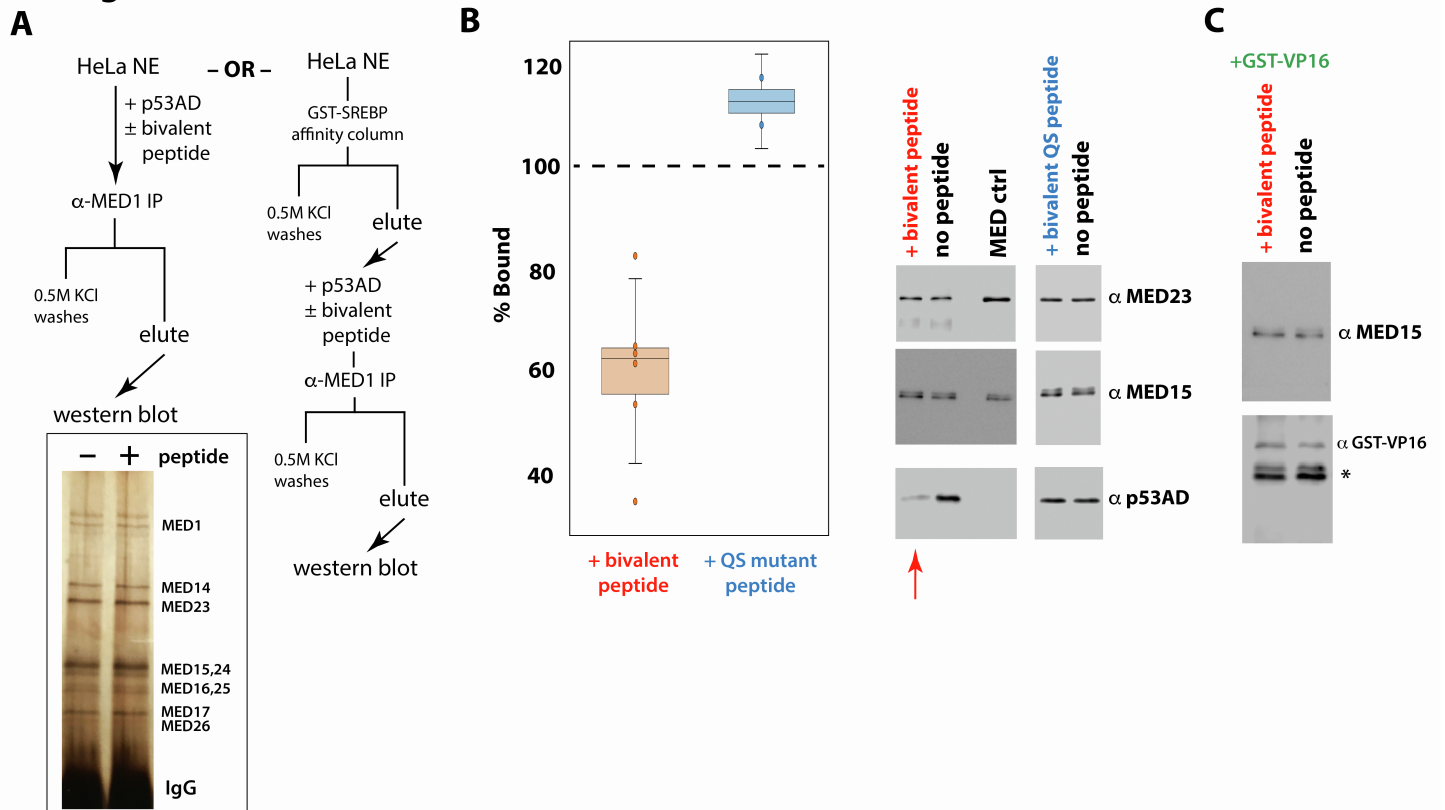 A
HeLa NE
– OR –
HeLa NE
+ p53AD
± bivalent
peptide
GST-SREBP
affinity column
α-MED1 IP
0.5M KCl
washes
elute
0.5M KCl
washes
elute
western blot
+ p53AD
± bivalent
peptide
α-MED1 IP
0.5M KCl
washes
elute
western blot
– + peptide
MED1
MED14
MED23
MED15,24
MED16,25
MED17
MED26
IgG
B
% Bound
120
100
80
60
40
+ bivalent
peptide
+ QS mutant
peptide
+ bivalent peptide
no peptide
MED ctrl
+ bivalent QS peptide
no peptide
α MED23
α MED15
α p53AD
C
+GST-VP16
+ bivalent peptide
no peptide
α MED15
α GST-VP16
*